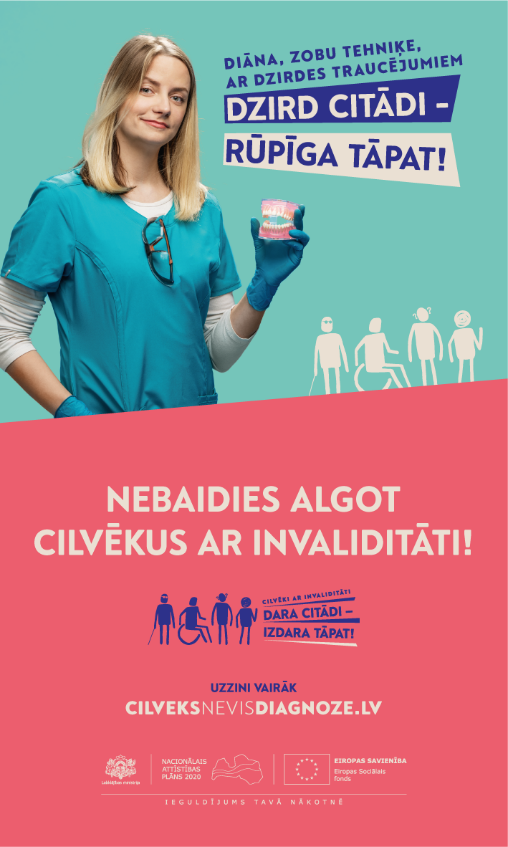 DIĀNA, ZOBU TEHNIĶE,
AR DZIRDES TRAUCĒJUMIEM
DZIRD CITĀDI –
RŪPĪGA TĀPAT!
NEBAIDIES ALGOT
CILVĒKUS AR INVALIDITĀTI!
CILVĒKI AR INVALIDITĀTI
DARA CITĀDI –
IZDARA TĀPAT!
UZZINI VAIRĀK
CILVEKSNEVISDIAGNOZE.LV
Labklājības ministrija
NACIONĀLAIS
ATTĪSTĪBAS
PLĀNS 2020
EIROPAS SAVIENĪBA
Eiropas Sociālais
fonds
IEGULDĪJUMS TAVĀ NĀKOTNĒ